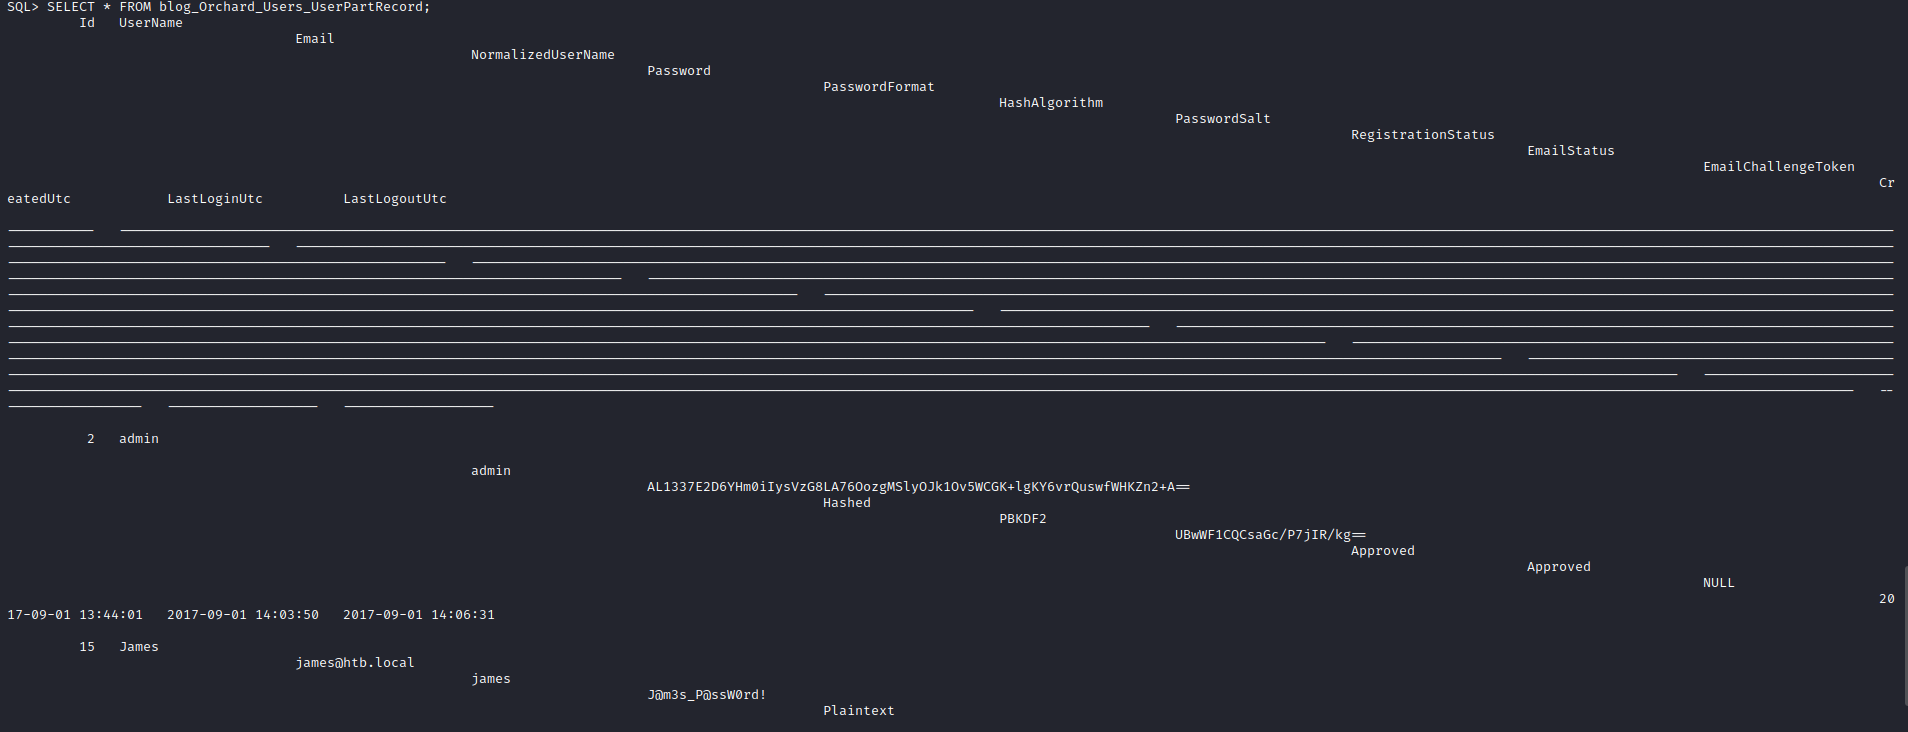 SQL> SELECT * FROM blog_Orchard_Users_UserPartRecord;
Id UserName
Email
NormalizedUserName
Password
PasswordFormat
HashAlgorithm
PasswordSalt
RegistrationStatus
EmailStatus
EmailChallengeToken
Cr
eatedUtc LastLoginUtc LastLogoutUtc
2 admin
admin
AL1337E2D6YHm0iIysVzG8LA76OozgMSlyOJk1Ov5WCGK+lgKY6vrQuswfWHKZn2+A==
Hashed
PBKDF2
UBwWF1CQCsaGc/P7jIR/kg==
Approved
Approved
NULL
20
17-09-01 13:44:01 2017-09-01 14:03:50 2017-09-01 14:06:31
15 James
james@htb.local
james
J@m3s_P@ssW0rd!
Plaintext